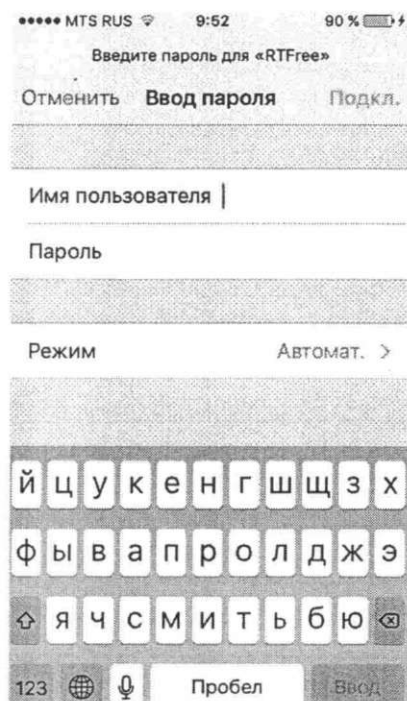 MTS RUS 9:52 90 %
Введите пароль для «RTFree»
Отменить Ввод пароля Подкл.
Имя пользователя
Пароль
Режим Автомат. >
й ц у к е н г ш щ з х
ф ы в а п р о л д ж э
я ч с м и т ь б ю
123 Пробел Ввод